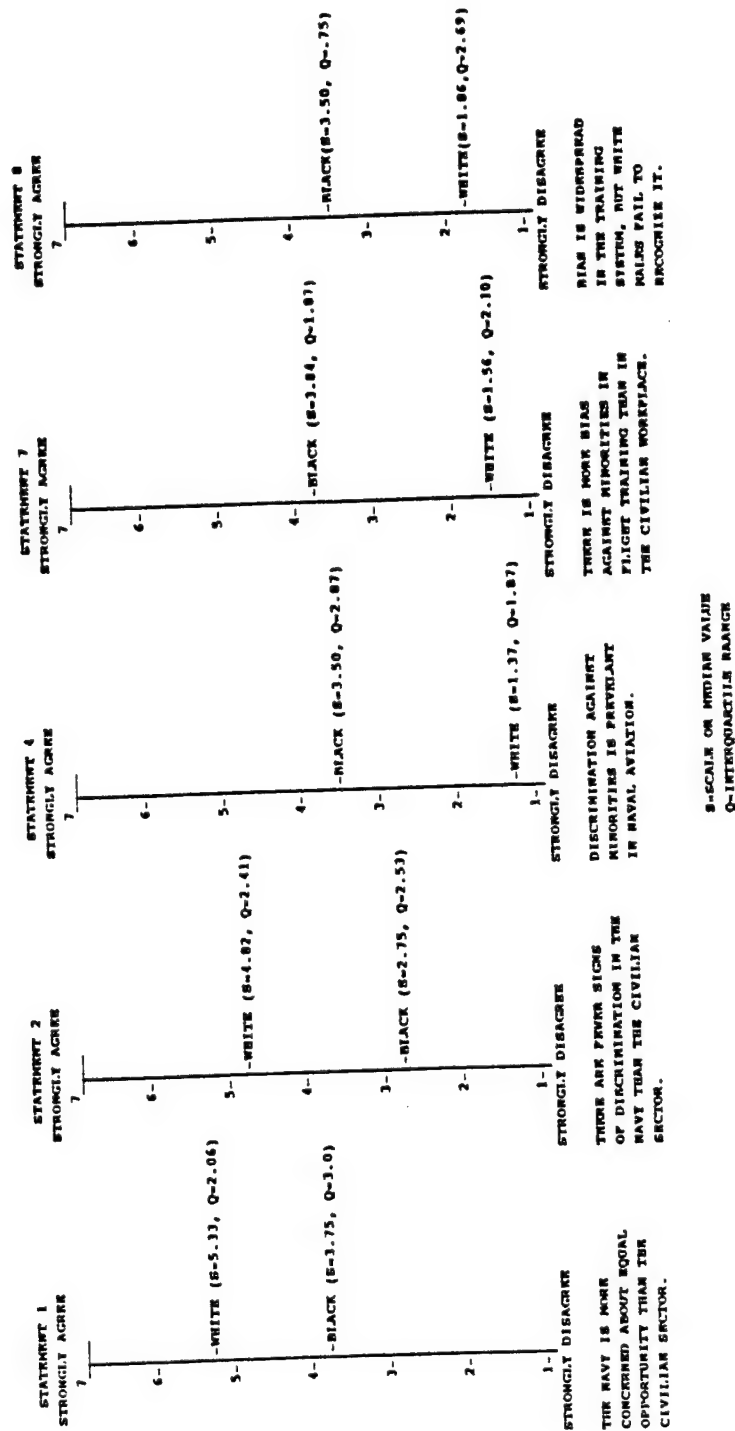 STATEMENT 1
STRONGLY AGREE
7
6-
5-
-WHITE (S=5.33, Q=2.06)
4-
-BLACK (S=3.75, Q=3.0)
3-
2-
1-
STRONGLY DISAGREE
THE NAVY IS MORE
CONCERNED ABOUT EQUAL
OPPORTUNITY THAN THE
CIVILIAN SECTOR.
STATEMENT 2
STRONGLY AGREE
7
6-
5-
-WHITE (S=4.82, Q=2.41)
4-
3-
-BLACK (S=2.75, Q=2.53)
2-
1-
STRONGLY DISAGREE
THERE ARE FEWER SIGNS
OF DISCRIMINATION IN THE
NAVY THAN THE CIVILIAN
SECTOR.
STATEMENT 4
STRONGLY AGREE
7
6-
5-
4-
-BLACK (S=3.50, Q=2.87)
3-
2-
-WHITE (S=1.37, Q=1.87)
1-
STRONGLY DISAGREE
DISCRIMINATION AGAINST
MINORITIES IS PREVELANT
IN NAVAL AVIATION.
STATEMENT 7
STRONGLY AGREE
7
6-
5-
4-
-BLACK (S=3.84, Q=1.87)
3-
2-
-WHITE (S=1.56, Q=2.10)
1-
STRONGLY DISAGREE
THERE IS MORE BIAS
AGAINST MINORITIES IN
FLIGHT TRAINING THAN IN
THE CIVILIAN WORKPLACE.
STATEMENT 8
STRONGLY AGREE
7
6-
5-
4-
-BLACK(S=3.50, Q=.75)
3-
2-
-WHITE(S=1.86,Q=2.69)
1-
STRONGLY DISAGREE
BIAS IS WIDESPREAD
IN THE TRAINING
SYSTEM, BUT WHITE
MALES FAIL TO
RECOGNIZE IT.
S=SCALE OR MEDIAN VALUE
Q=INTERQUARTILE RAANGE